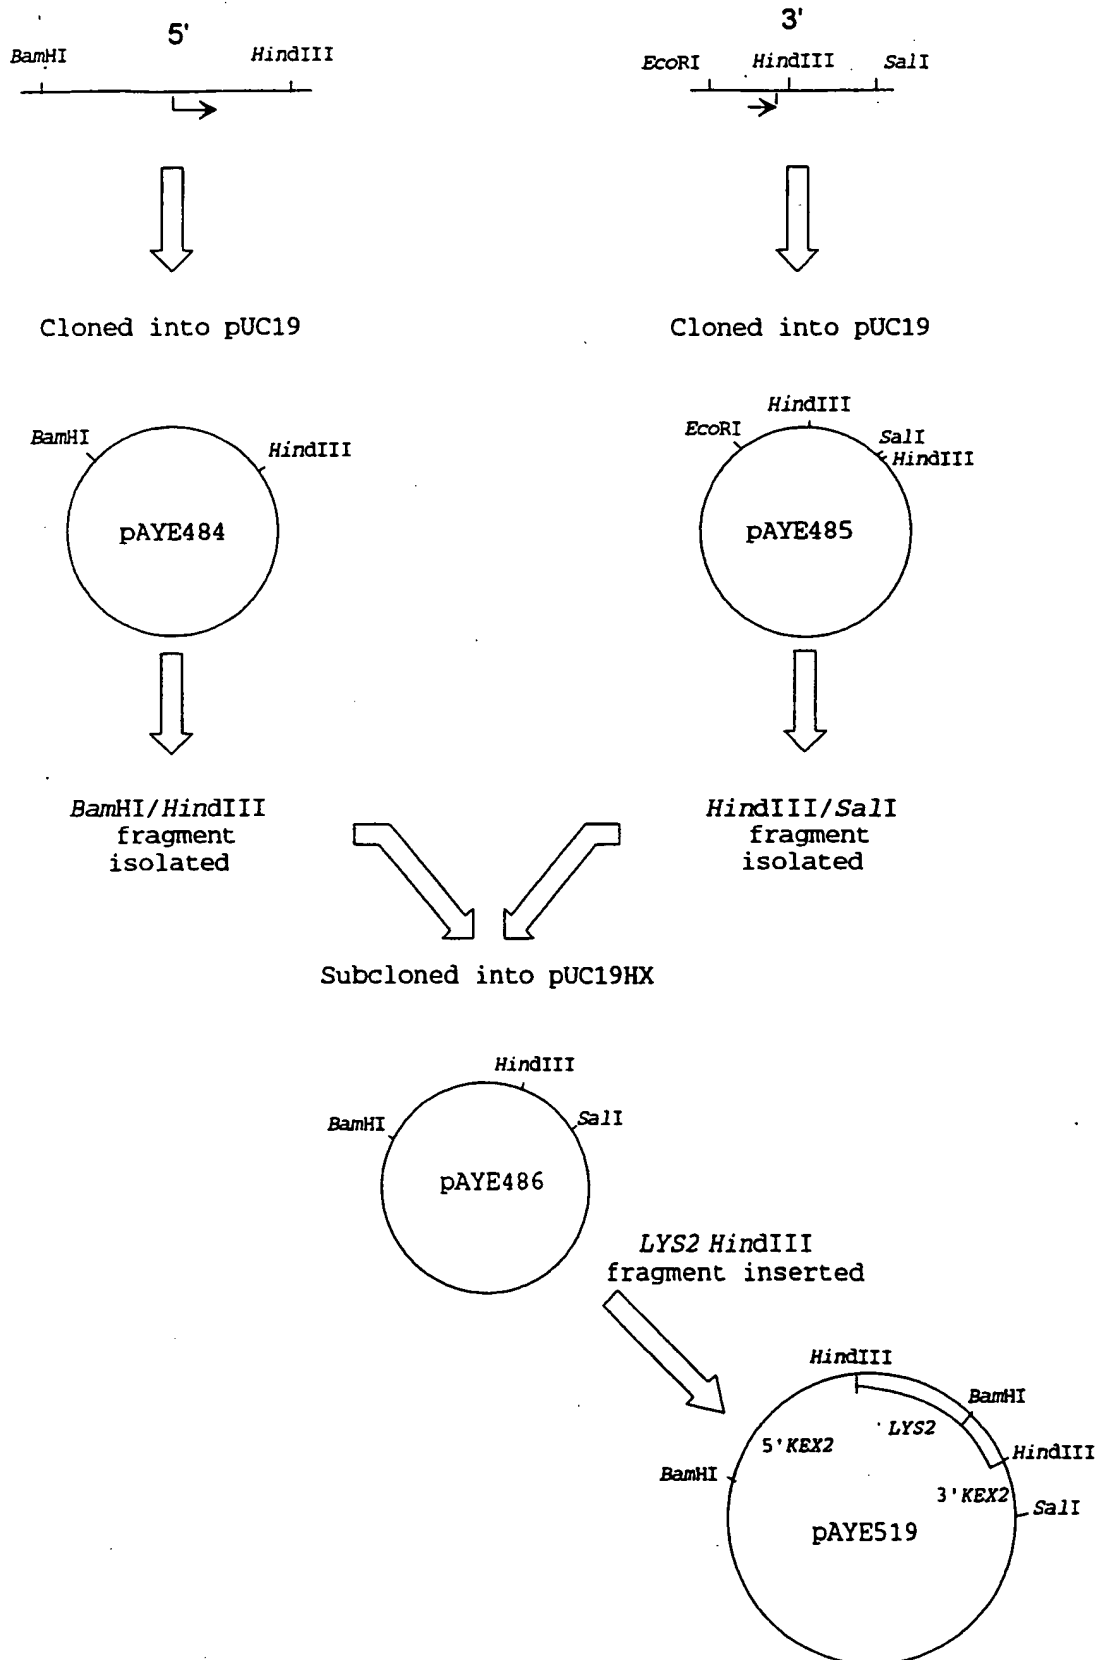 5'
3'
BamHI
HindIII
EcoRI
HindIII
SalI
Cloned into pUC19
Cloned into pUC19
BamHI
HindIII
pAYE484
HindIII
EcoRI
SalI
HindIII
pAYE485
BamHI/HindIII
fragment
isolated
HindIII/SalI
fragment
isolated
Subcloned into pUC19HX
HindIII
BamHI
SalI
pAYE486
LYS2 HindIII
fragment inserted
HindIII
BamHI
LYS2
5'KEX2
HindIII
BamHI
3'KEX2
SalI
pAYE519